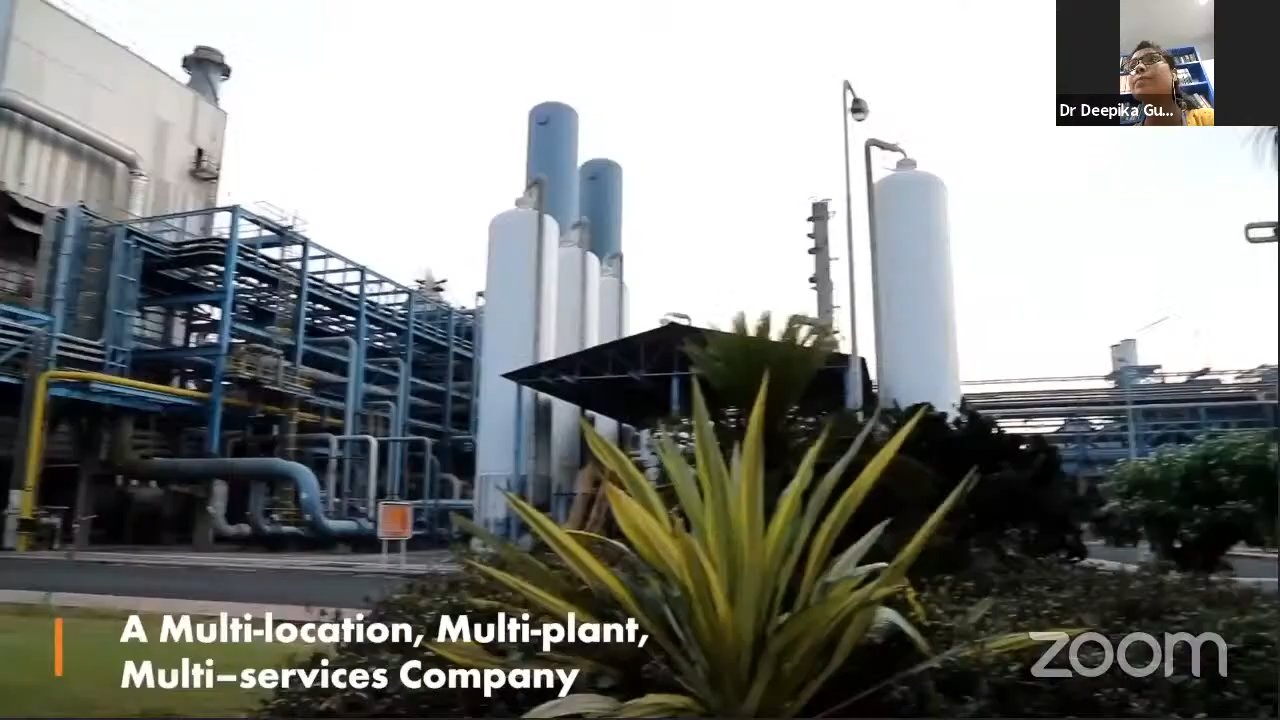 Dr Deepika Gu...
A Multi-location, Multi-plant,
Multi–services Company
zoom